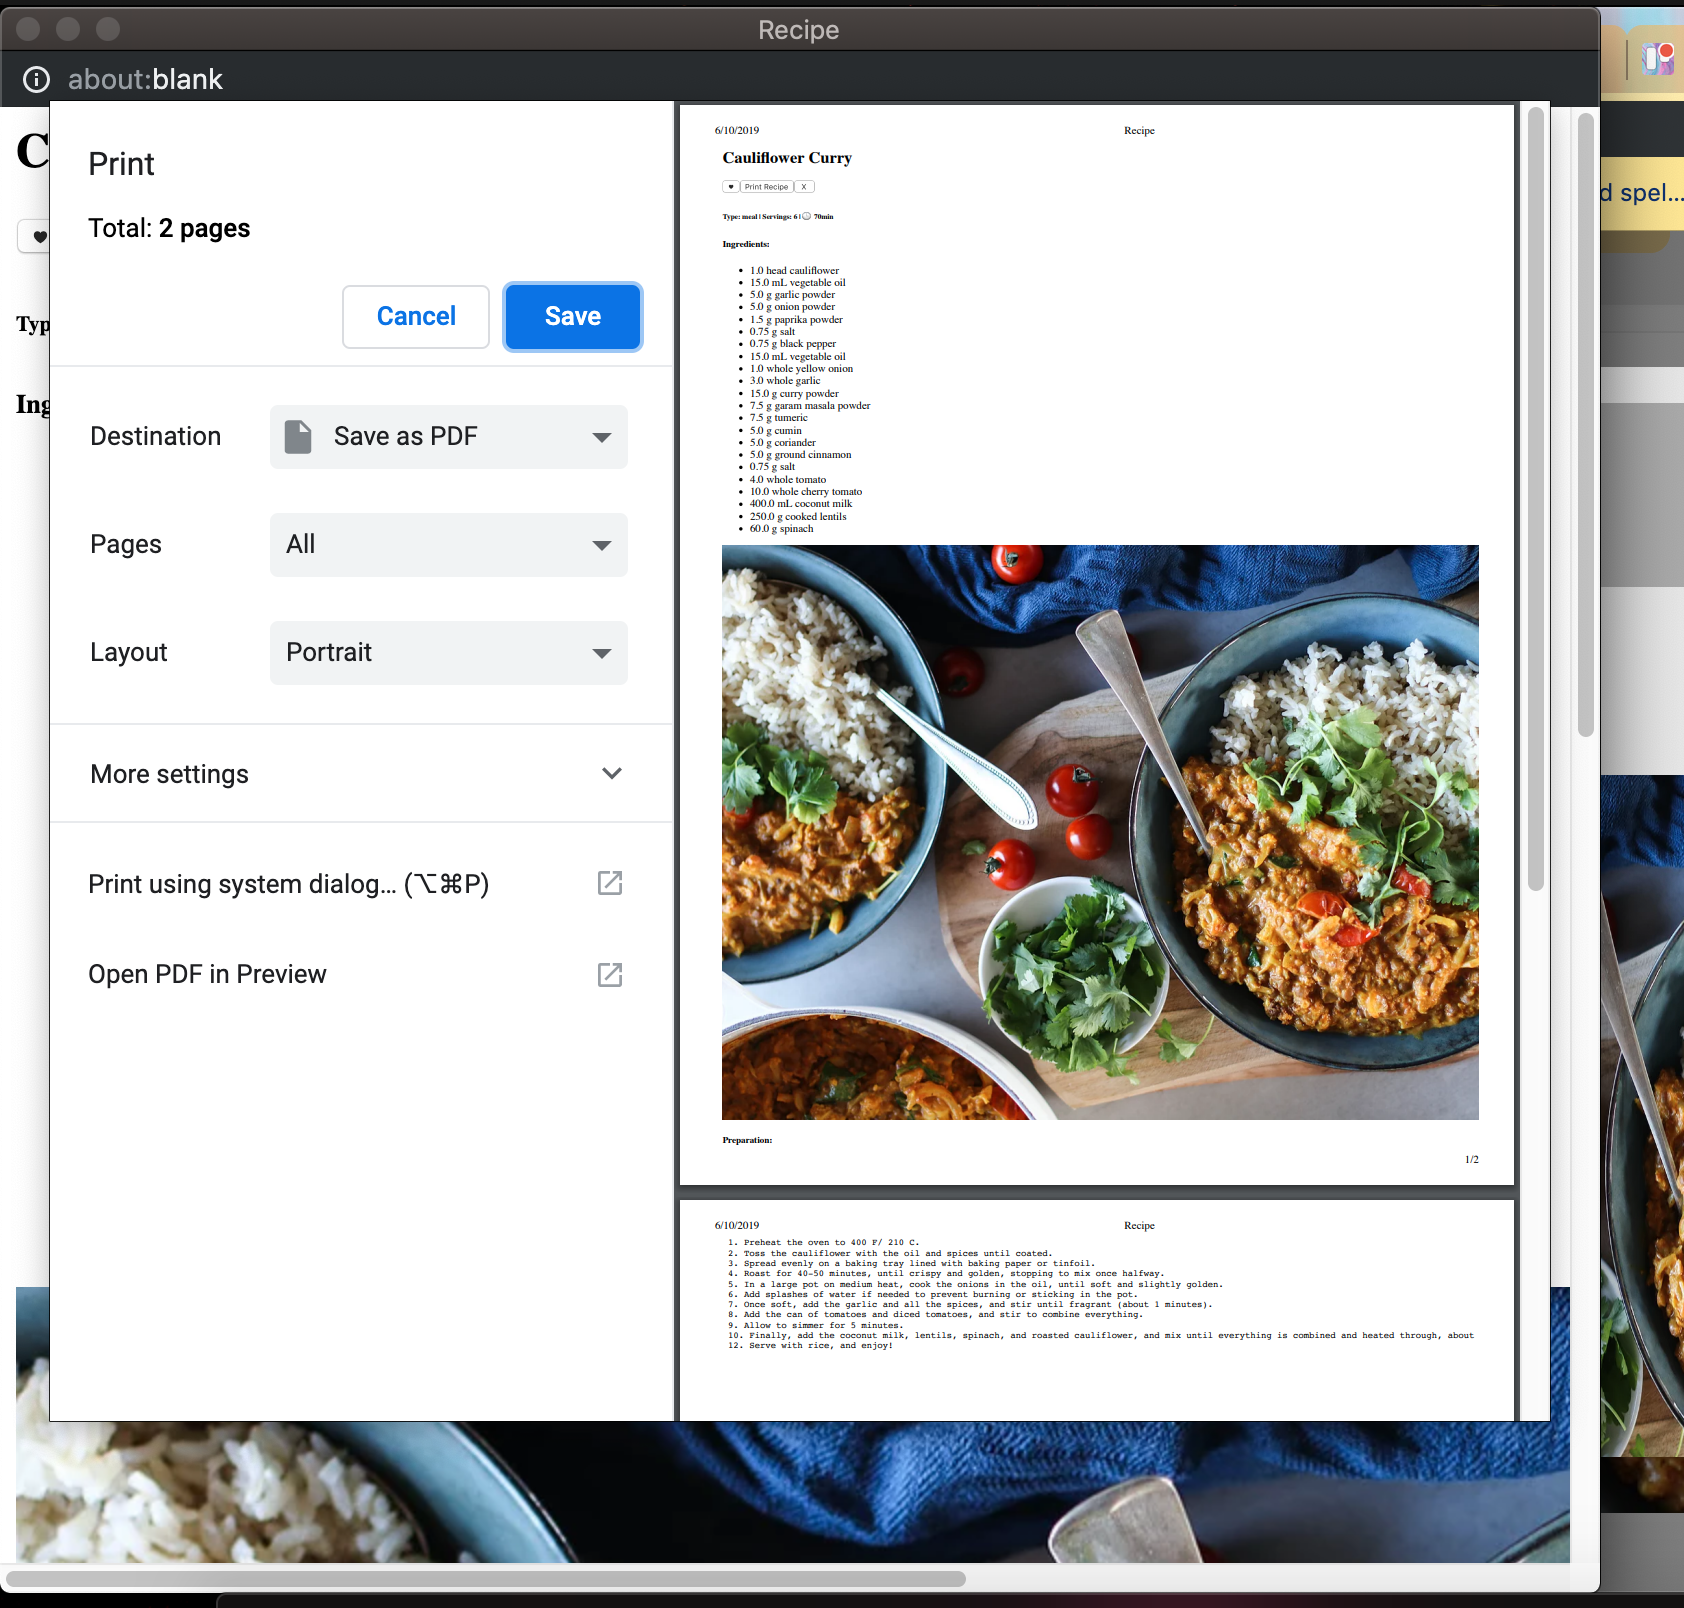 Recipe
about:blank
C
Typ
Ing
d spel...
Print
Total: 2 pages
Cancel
Save
Destination
Save as PDF
Pages
All
Layout
Portrait
More settings
Print using system dialog... (⌥⌘P)
Open PDF in Preview
6/10/2019 Recipe
Cauliflower Curry
♥ Print Recipe X
Type: meal | Servings: 6 | 70min
Ingredients:
• 1.0 head cauliflower
• 15.0 mL vegetable oil
• 5.0 g garlic powder
• 5.0 g onion powder
• 1.5 g paprika powder
• 0.75 g salt
• 0.75 g black pepper
• 15.0 mL vegetable oil
• 1.0 whole yellow onion
• 3.0 whole garlic
• 15.0 g curry powder
• 7.5 g garam masala powder
• 7.5 g tumeric
• 5.0 g cumin
• 5.0 g coriander
• 5.0 g ground cinnamon
• 0.75 g salt
• 4.0 whole tomato
• 10.0 whole cherry tomato
• 400.0 mL coconut milk
• 250.0 g cooked lentils
• 60.0 g spinach
Preparation:
1/2
6/10/2019 Recipe
1. Preheat the oven to 400 F/ 210 C.
2. Toss the cauliflower with the oil and spices until coated.
3. Spread evenly on a baking tray lined with baking paper or tinfoil.
4. Roast for 40-50 minutes, until crispy and golden, stopping to mix once halfway.
5. In a large pot on medium heat, cook the onions in the oil, until soft and slightly golden.
6. Add splashes of water if needed to prevent burning or sticking in the pot.
7. Once soft, add the garlic and all the spices, and stir until fragrant (about 1 minutes).
8. Add the can of tomatoes and diced tomatoes, and stir to combine everything.
9. Allow to simmer for 5 minutes.
10. Finally, add the coconut milk, lentils, spinach, and roasted cauliflower, and mix until everything is combined and heated through, about
12. Serve with rice, and enjoy!